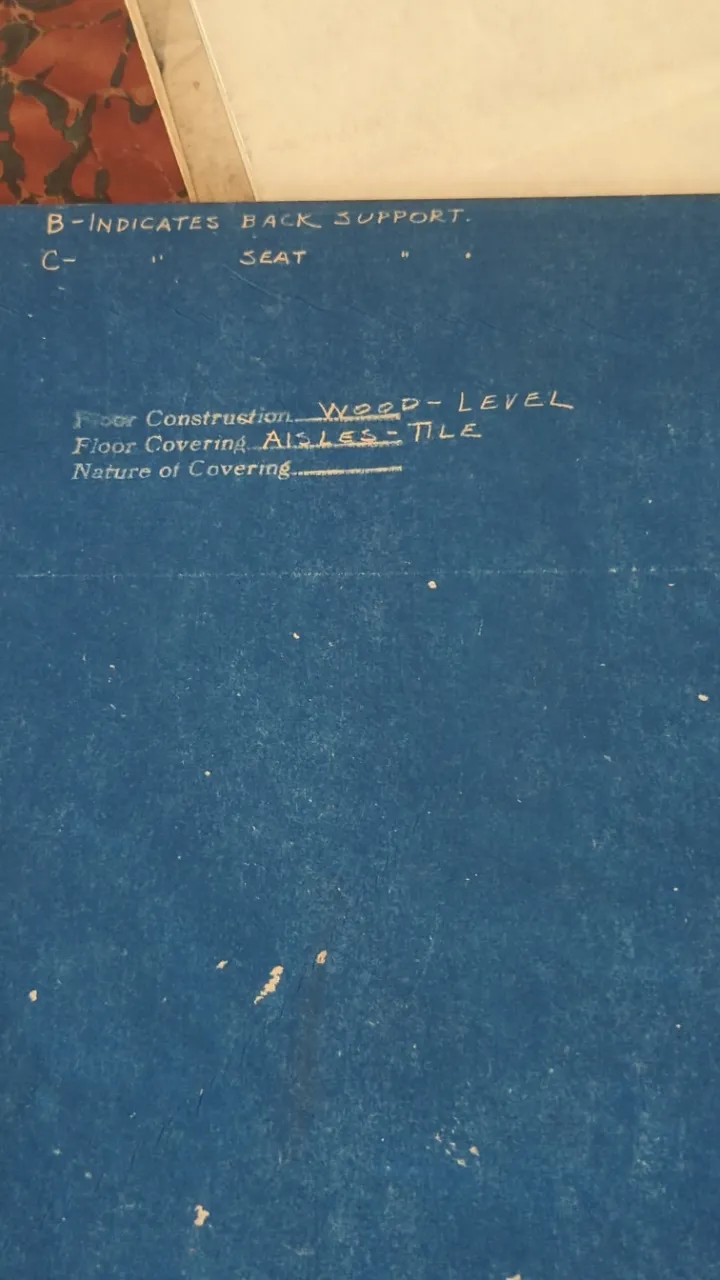 B-INDICATES BACK SUPPORT.
C- " SEAT " .
Floor Construction WOOD - LEVEL
Floor Covering AISLES - TILE
Nature of Covering